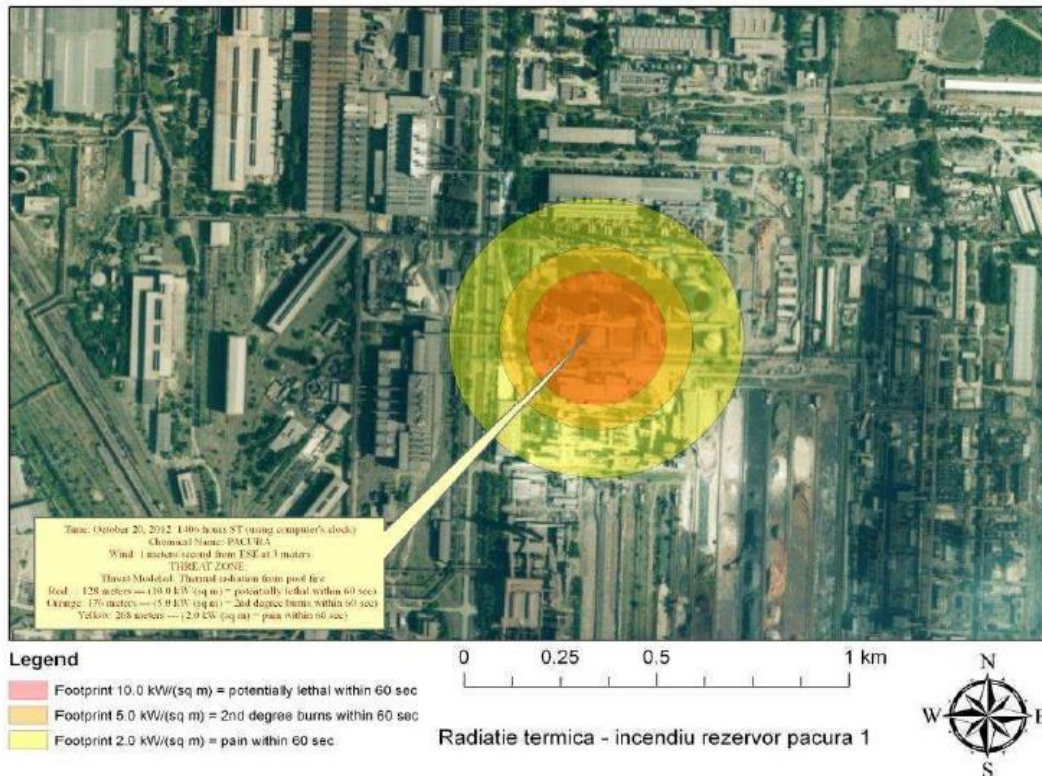 Time: October 20, 2012 1406 hours ST (using computer's clock)
Chemical Name: PACURA
Wind: 1 meters/second from ESE at 3 meters
THREAT ZONE:
Threat Modeled: Thermal radiation from pool fire
Red : 128 meters --- (10.0 kW/(sq m) = potentially lethal within 60 sec)
Orange: 176 meters --- (5.0 kW/(sq m) = 2nd degree burns within 60 sec)
Yellow: 268 meters --- (2.0 kW/(sq m) = pain within 60 sec)
Legend
Footprint 10.0 kW/(sq m) = potentially lethal within 60 sec
Footprint 5.0 kW/(sq m) = 2nd degree burns within 60 sec
Footprint 2.0 kW/(sq m) = pain within 60 sec
0 0.25 0.5 1 km
Radiatie termica - incendiu rezervor pacura 1
N
W E
S